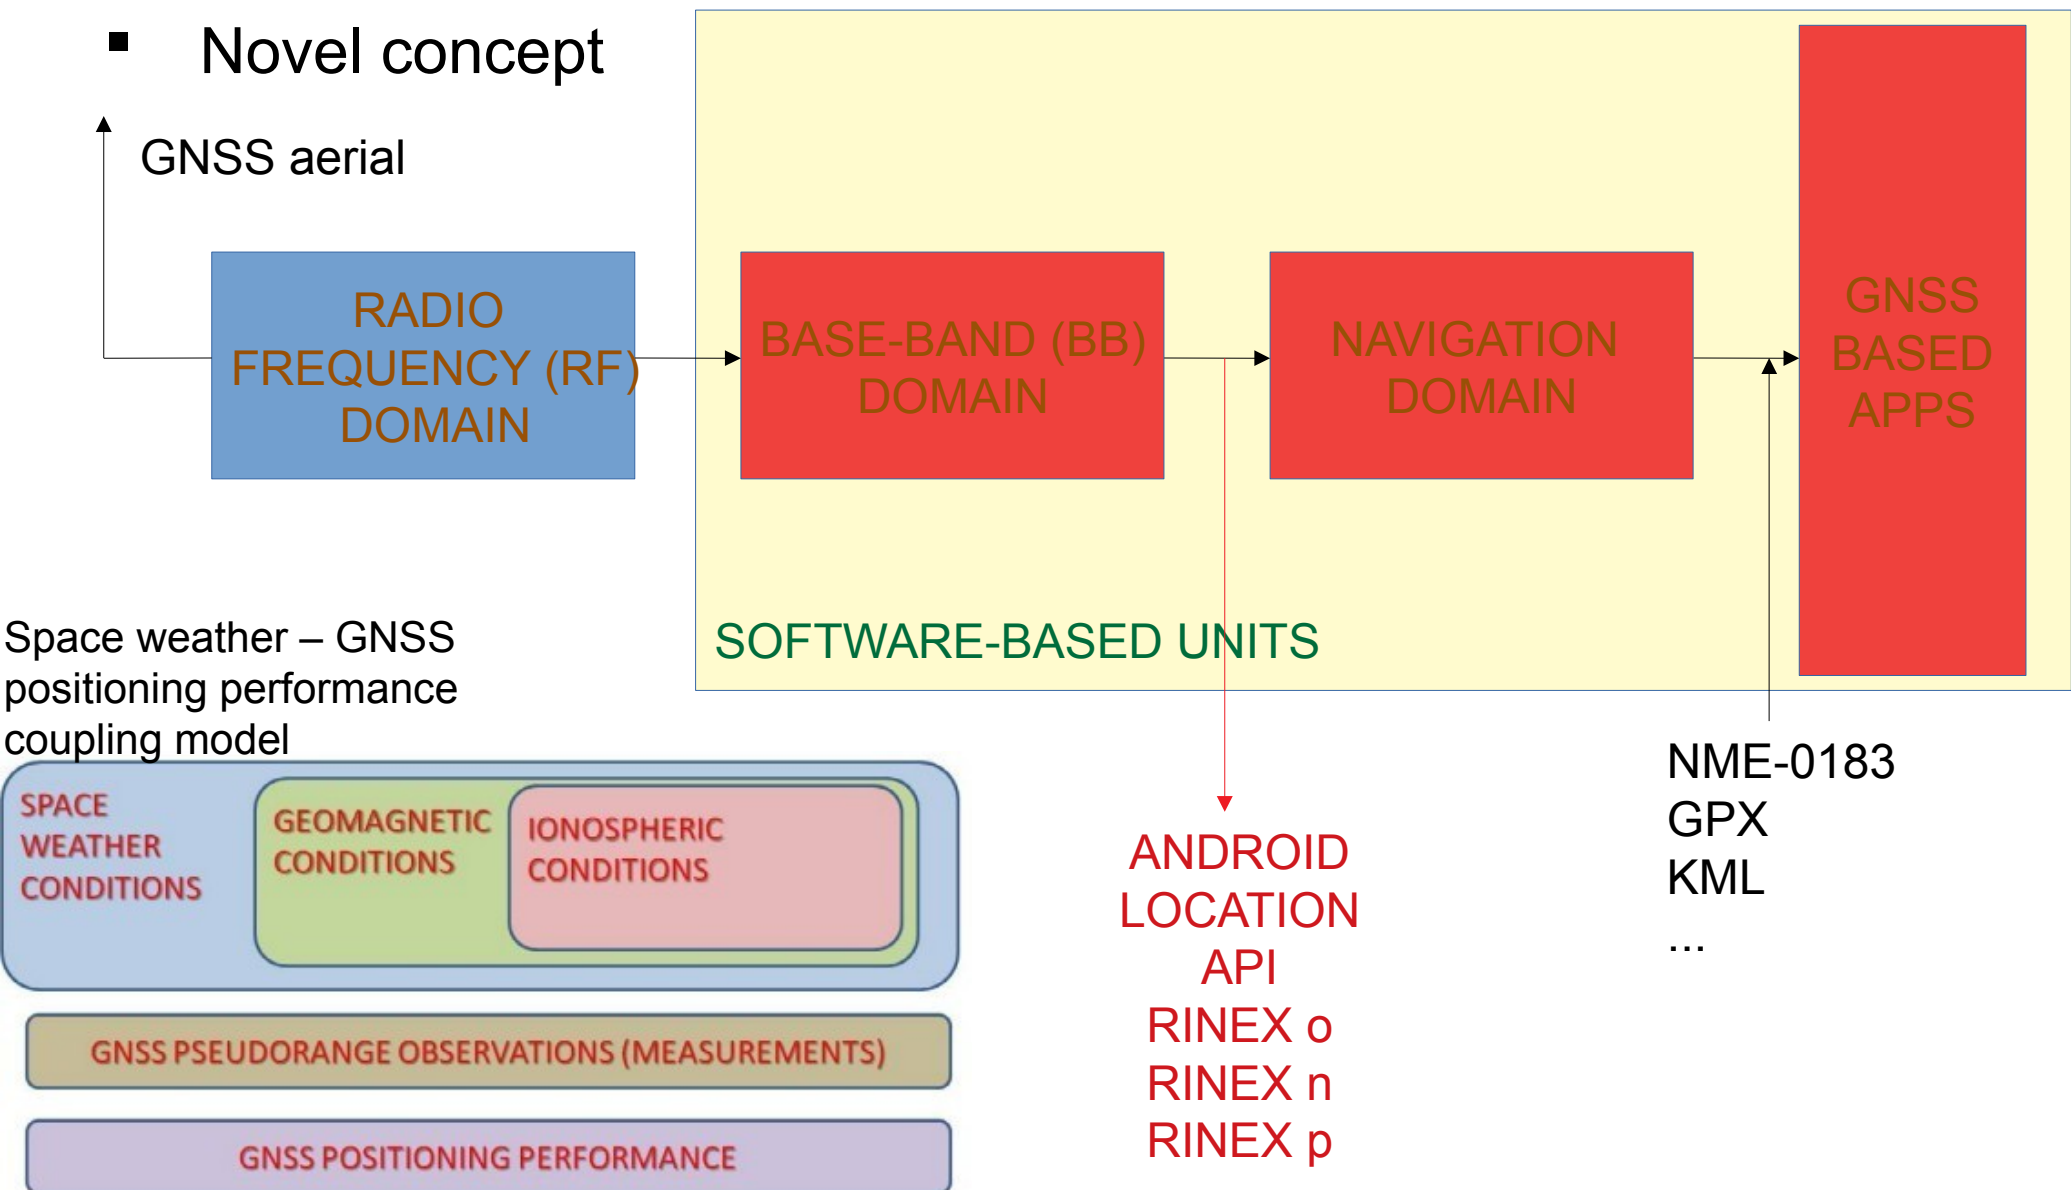 ▪ Novel concept
GNSS aerial
RADIO
FREQUENCY (RF)
DOMAIN
BASE-BAND (BB)
DOMAIN
NAVIGATION
DOMAIN
GNSS
BASED
APPS
SOFTWARE-BASED UNITS
Space weather – GNSS
positioning performance
coupling model
SPACE
WEATHER
CONDITIONS
GEOMAGNETIC
CONDITIONS
IONOSPHERIC
CONDITIONS
GNSS PSEUDORANGE OBSERVATIONS (MEASUREMENTS)
GNSS POSITIONING PERFORMANCE
ANDROID
LOCATION
API
RINEX o
RINEX n
RINEX p
NME-0183
GPX
KML
...